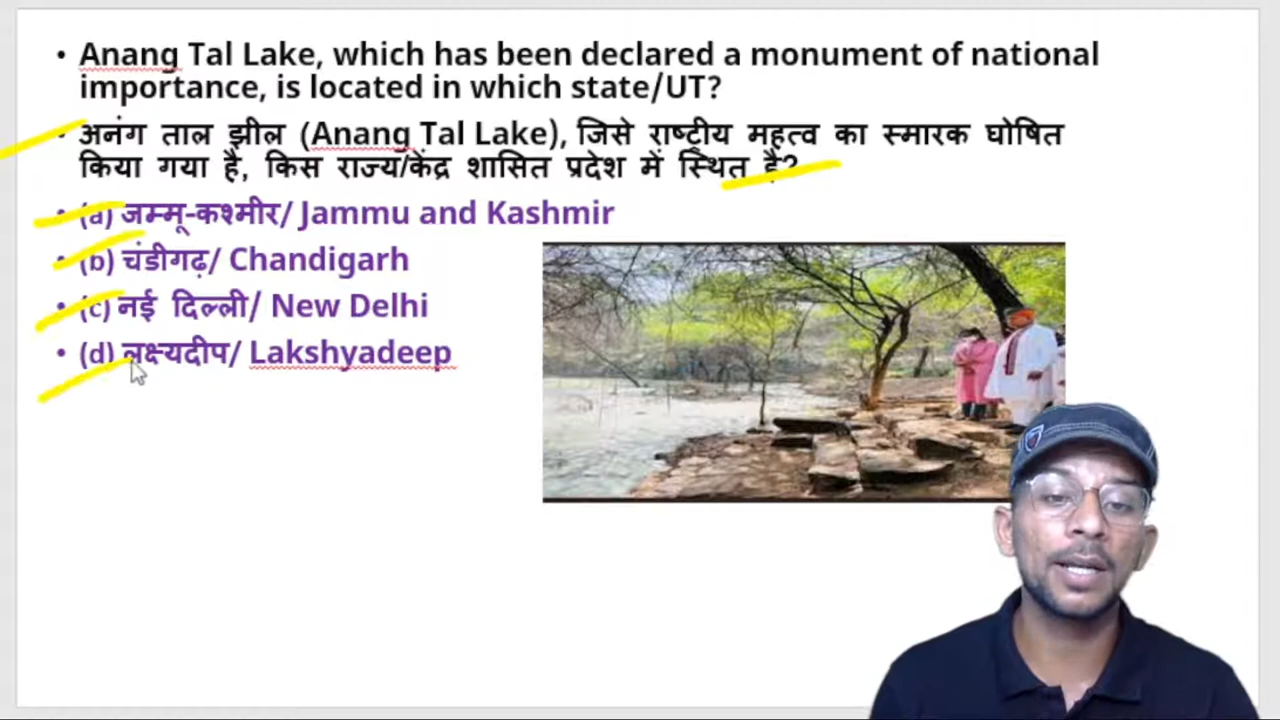 • Anang Tal Lake, which has been declared a monument of national
importance, is located in which state/UT?
• अनंग ताल झील (Anang Tal Lake), जिसे राष्ट्रीय महत्व का स्मारक घोषित
किया गया है, किस राज्य/केंद्र शासित प्रदेश में स्थित है?
• (a) जम्मू-कश्मीर/ Jammu and Kashmir
• (b) चंडीगढ़/ Chandigarh
• (c) नई दिल्ली/ New Delhi
• (d) लक्ष्यदीप/ Lakshyadeep